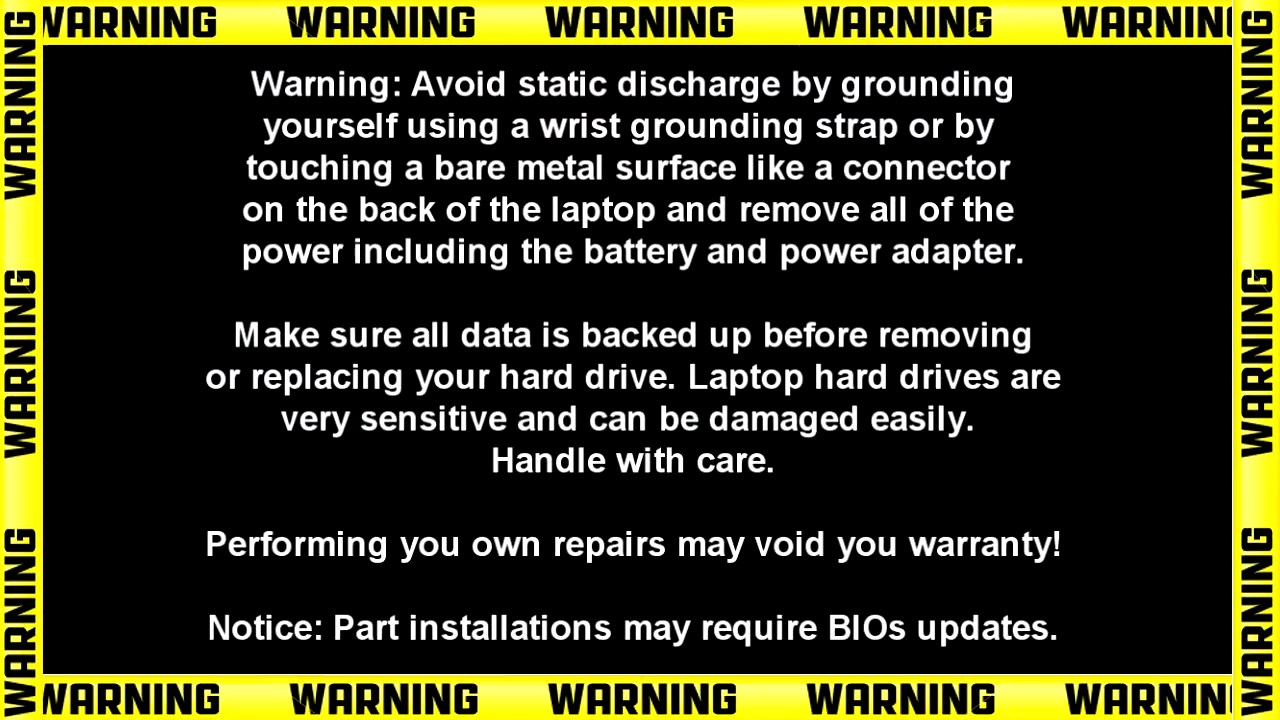 WARNING WARNING WARNING WARNING WARNING
WARNING
WARNING
WARNING
Warning: Avoid static discharge by grounding
yourself using a wrist grounding strap or by
touching a bare metal surface like a connector
on the back of the laptop and remove all of the
power including the battery and power adapter.
Make sure all data is backed up before removing
or replacing your hard drive. Laptop hard drives are
very sensitive and can be damaged easily.
Handle with care.
Performing you own repairs may void you warranty!
Notice: Part installations may require BIOs updates.
WARNING
WARNING
WARNING
WARNING WARNING WARNING WARNING WARNING